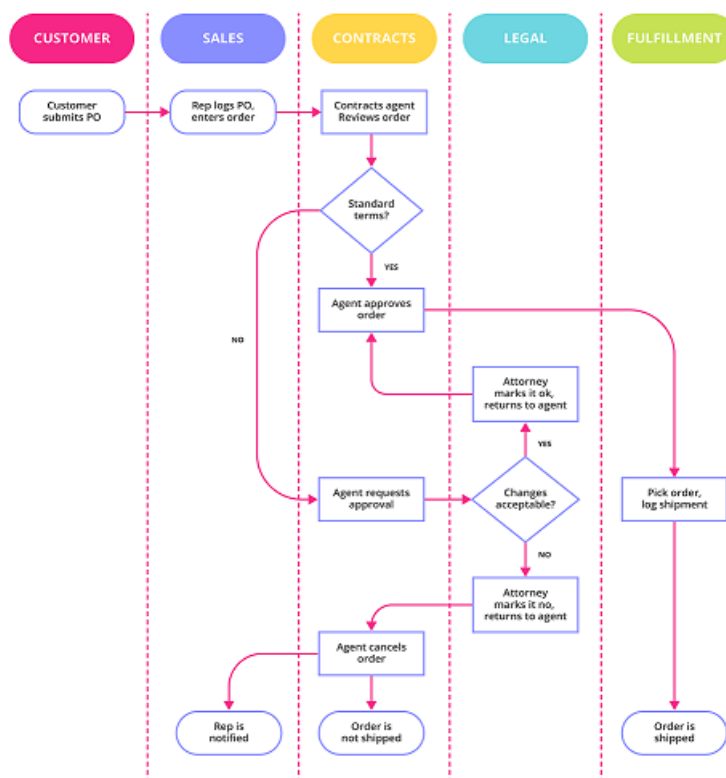 CUSTOMER
SALES
CONTRACTS
LEGAL
FULFILLMENT
Customer
submits PO
Rep logs PO,
enters order
Contracts agent
Reviews order
Standard
terms?
YES
Agent approves
order
NO
Attorney
marks it ok,
returns to agent
YES
Agent requests
approval
Changes
acceptable?
Pick order,
log shipment
NO
Attorney
marks it no,
returns to agent
Agent cancels
order
Rep is
notified
Order is
not shipped
Order is
shipped